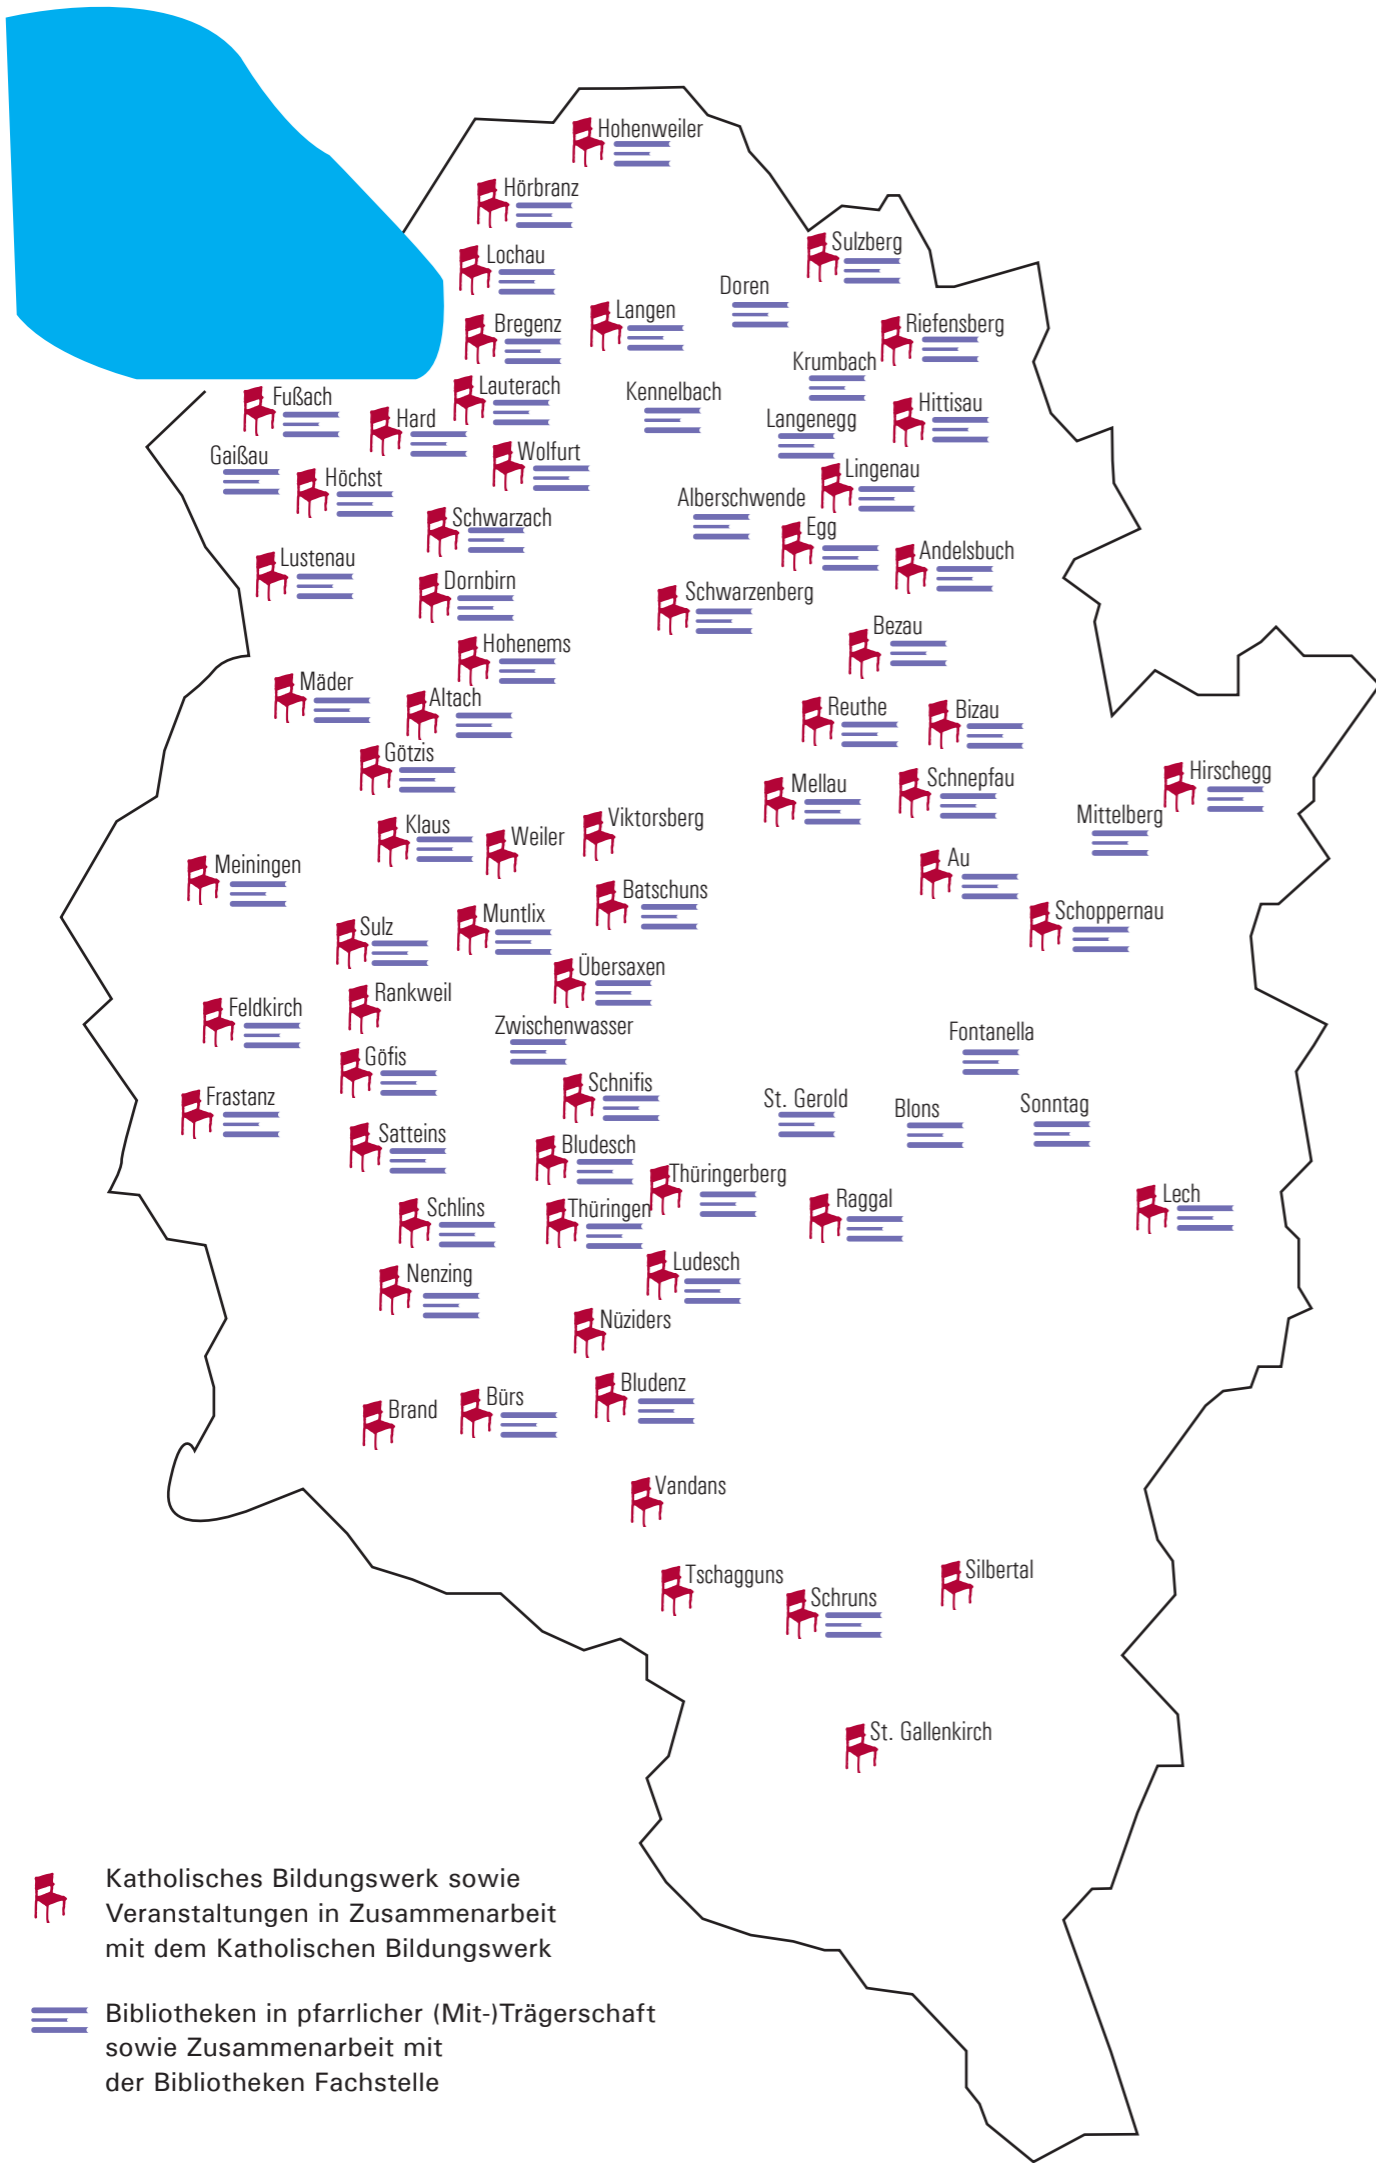 Hohenweiler
Hörbranz
Sulzberg
Lochau
Doren
Langen
Bregenz
Riefensberg
Krumbach
Lauterach
Kennelbach
Fußach
Hittisau
Hard
Langenegg
Wolfurt
Gaißau
Lingenau
Höchst
Alberschwende
Schwarzach
Egg
Andelsbuch
Lustenau
Dornbirn
Schwarzenberg
Bezau
Hohenems
Mäder
Altach
Reuthe
Bizau
Götzis
Hirschegg
Schnepfau
Mellau
Mittelberg
Viktorsberg
Klaus
Weiler
Au
Meiningen
Batschuns
Schoppernau
Muntlix
Sulz
Übersaxen
Rankweil
Feldkirch
Zwischenwasser
Fontanella
Göfis
Schnifis
Frastanz
St. Gerold
Blons
Sonntag
Satteins
Bludesch
Thüringerberg
Raggal
Lech
Schlins
Thüringen
Ludesch
Nenzing
Nüziders
Bludenz
Bürs
Brand
Vandans
Silbertal
Tschagguns
Schruns
St. Gallenkirch
Katholisches Bildungswerk sowie
Veranstaltungen in Zusammenarbeit
mit dem Katholischen Bildungswerk
Bibliotheken in pfarrlicher (Mit-)Trägerschaft
sowie Zusammenarbeit mit
der Bibliotheken Fachstelle